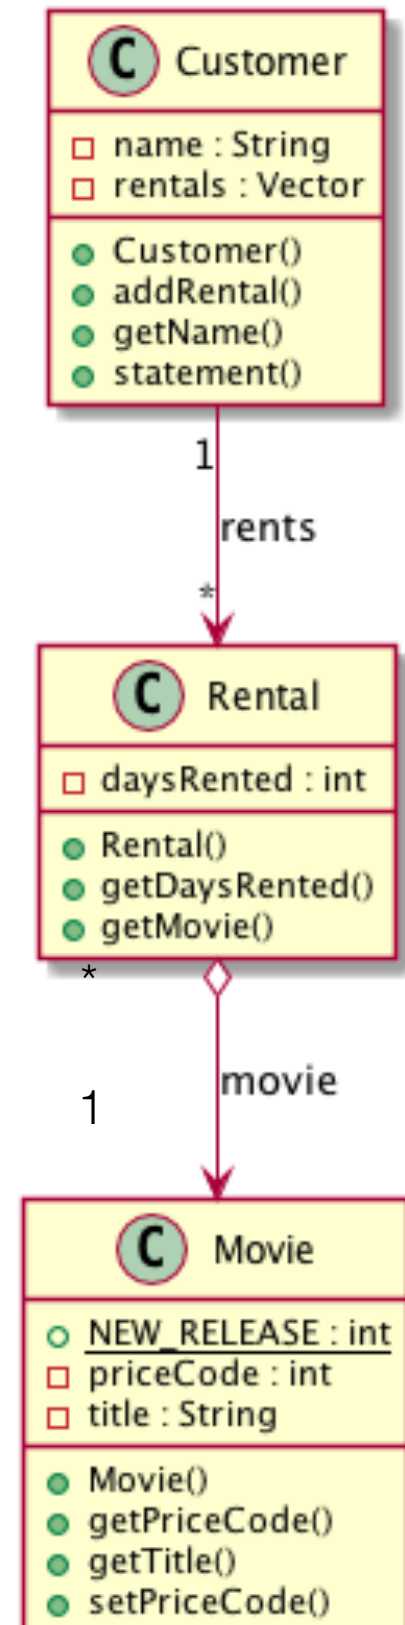 C Customer
name : String
rentals : Vector
Customer()
addRental()
getName()
statement()
1
rents
*
C Rental
daysRented : int
Rental()
getDaysRented()
getMovie()
*
movie
1
C Movie
NEW_RELEASE : int
priceCode : int
title : String
Movie()
getPriceCode()
getTitle()
setPriceCode()